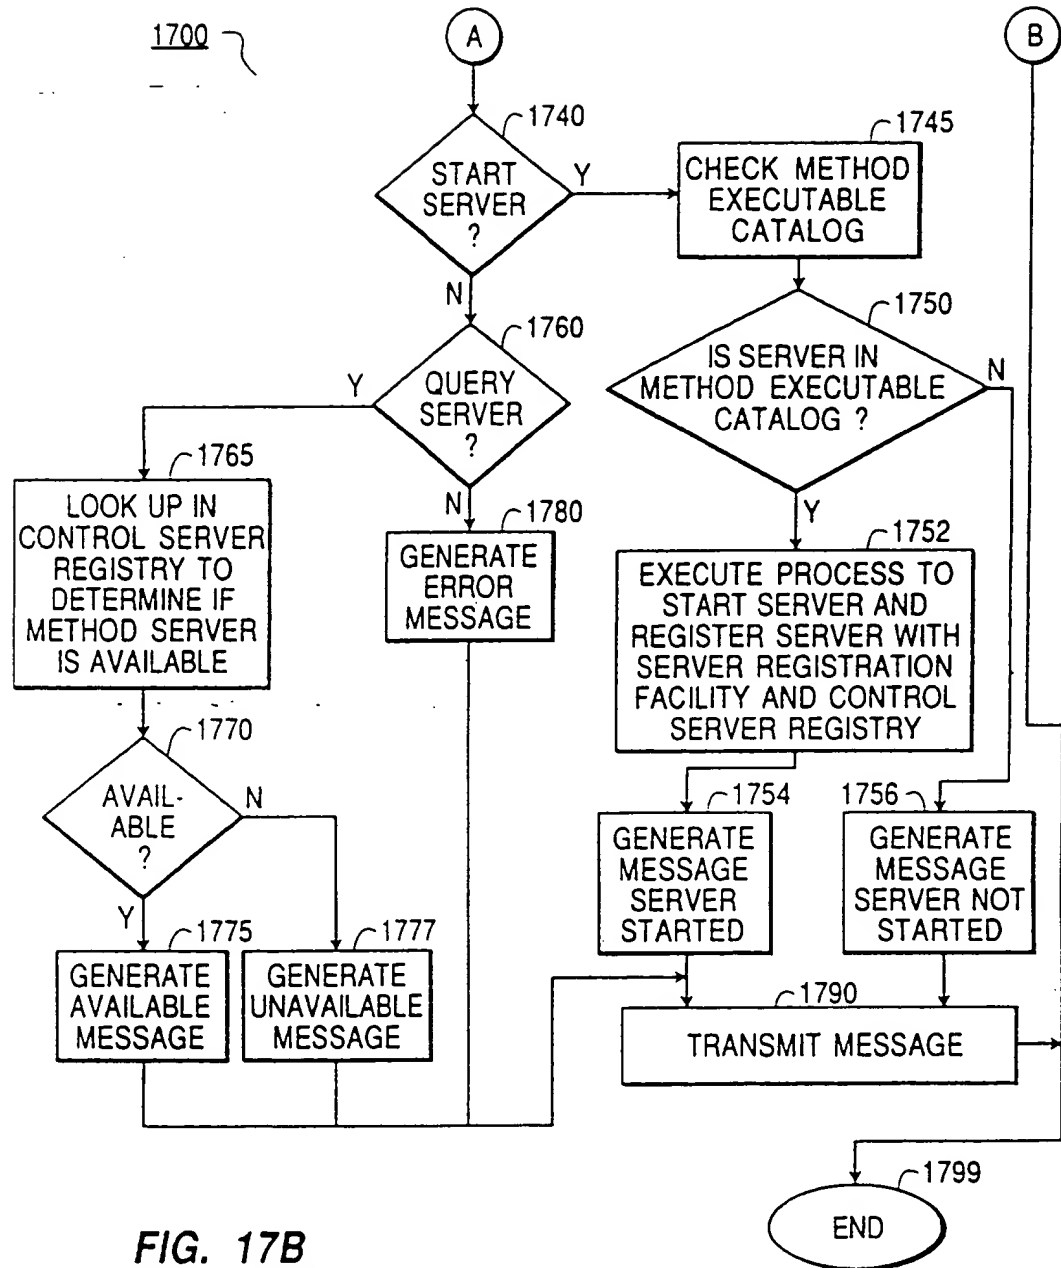 1700
A
B
1740
START
SERVER
?
Y
N
1745
CHECK METHOD
EXECUTABLE
CATALOG
1750
IS SERVER IN
METHOD EXECUTABLE
CATALOG ?
N
Y
1760
QUERY
SERVER
?
Y
N
1765
LOOK UP IN
CONTROL SERVER
REGISTRY TO
DETERMINE IF
METHOD SERVER
IS AVAILABLE
1780
GENERATE
ERROR
MESSAGE
1752
EXECUTE PROCESS TO
START SERVER AND
REGISTER SERVER WITH
SERVER REGISTRATION
FACILITY AND CONTROL
SERVER REGISTRY
1770
AVAIL-
ABLE
?
N
Y
1754
GENERATE
MESSAGE
SERVER
STARTED
1756
GENERATE
MESSAGE
SERVER NOT
STARTED
1775
GENERATE
AVAILABLE
MESSAGE
1777
GENERATE
UNAVAILABLE
MESSAGE
1790
TRANSMIT MESSAGE
1799
END
FIG. 17B